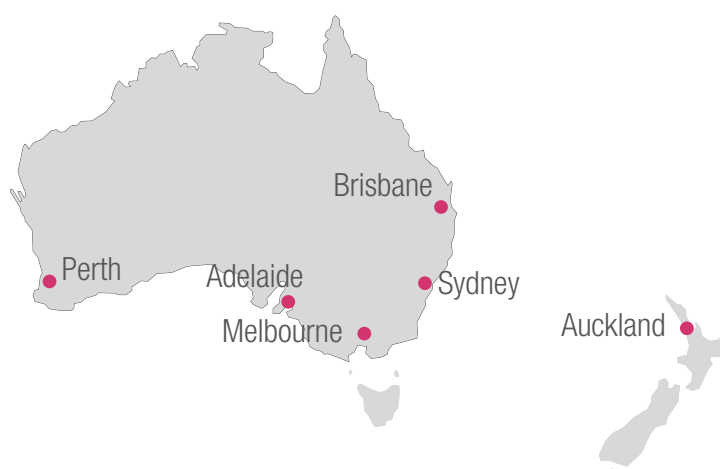 Brisbane
Perth
Adelaide
Sydney
Melbourne
Auckland